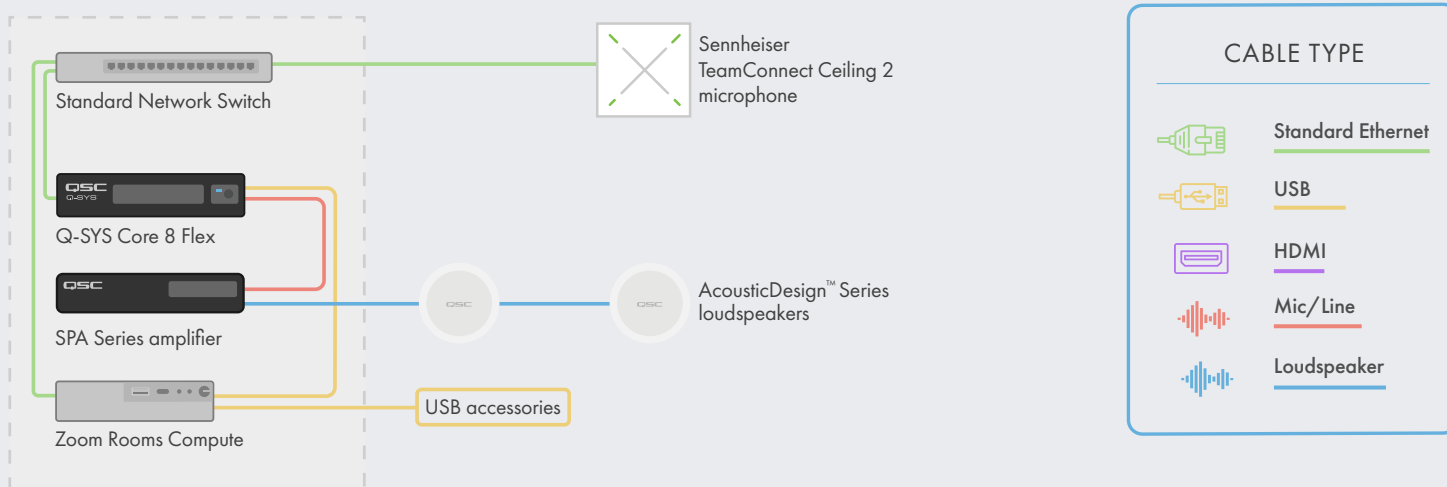 Standard Network Switch
Sennheiser
TeamConnect Ceiling 2
microphone
QSC
Q-SYS
Q-SYS Core 8 Flex
QSC
SPA Series amplifier
QSC
QSC
AcousticDesign™ Series
loudspeakers
Zoom Rooms Compute
USB accessories
CABLE TYPE
Standard Ethernet
USB
HDMI
Mic/Line
Loudspeaker